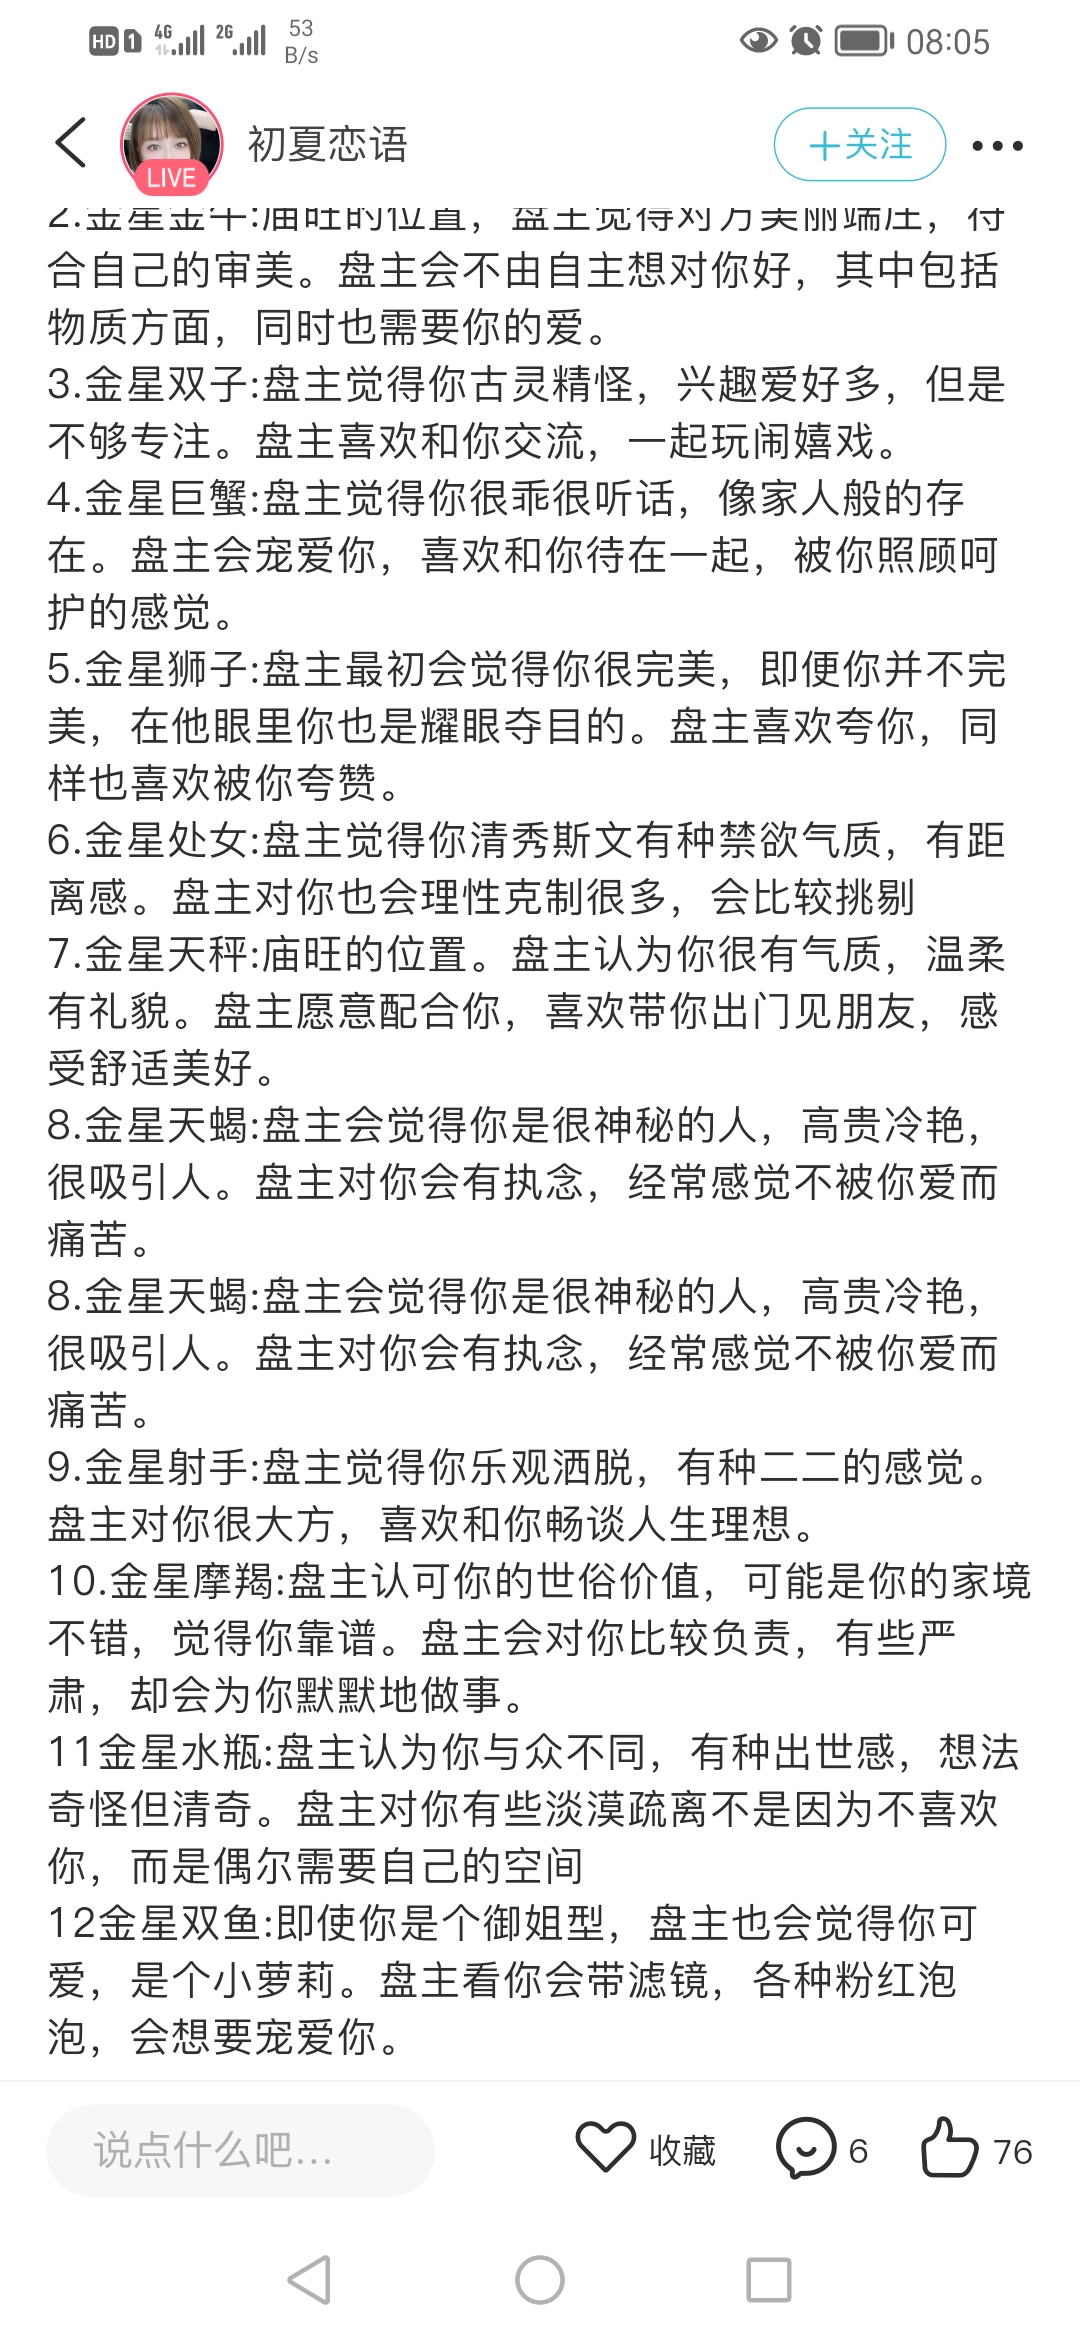 HD 1 4G 2G 53 B/s 08:05
初夏恋语
LIVE
+关注
2.金星金牛:庙旺的位置，盘主觉得对方美丽端庄，符
合自己的审美。盘主会不由自主想对你好，其中包括
物质方面，同时也需要你的爱。
3.金星双子:盘主觉得你古灵精怪，兴趣爱好多，但是
不够专注。盘主喜欢和你交流，一起玩闹嬉戏。
4.金星巨蟹:盘主觉得你很乖很听话，像家人般的存
在。盘主会宠爱你，喜欢和你待在一起，被你照顾呵
护的感觉。
5.金星狮子:盘主最初会觉得你很完美，即便你并不完
美，在他眼里你也是耀眼夺目的。盘主喜欢夸你，同
样也喜欢被你夸赞。
6.金星处女:盘主觉得你清秀斯文有种禁欲气质，有距
离感。盘主对你也会理性克制很多，会比较挑剔
7.金星天秤:庙旺的位置。盘主认为你很有气质，温柔
有礼貌。盘主愿意配合你，喜欢带你出门见朋友，感
受舒适美好。
8.金星天蝎:盘主会觉得你是很神秘的人，高贵冷艳，
很吸引人。盘主对你会有执念，经常感觉不被你爱而
痛苦。
8.金星天蝎:盘主会觉得你是很神秘的人，高贵冷艳，
很吸引人。盘主对你会有执念，经常感觉不被你爱而
痛苦。
9.金星射手:盘主觉得你乐观洒脱，有种二二的感觉。
盘主对你很大方，喜欢和你畅谈人生理想。
10.金星摩羯:盘主认可你的世俗价值，可能是你的家境
不错，觉得你靠谱。盘主会对你比较负责，有些严
肃，却会为你默默地做事。
11金星水瓶:盘主认为你与众不同，有种出世感，想法
奇怪但清奇。盘主对你有些淡漠疏离不是因为不喜欢
你，而是偶尔需要自己的空间
12金星双鱼:即使你是个御姐型，盘主也会觉得你可
爱，是个小萝莉。盘主看你会带滤镜，各种粉红泡
泡，会想要宠爱你。
说点什么吧... 收藏 6 76